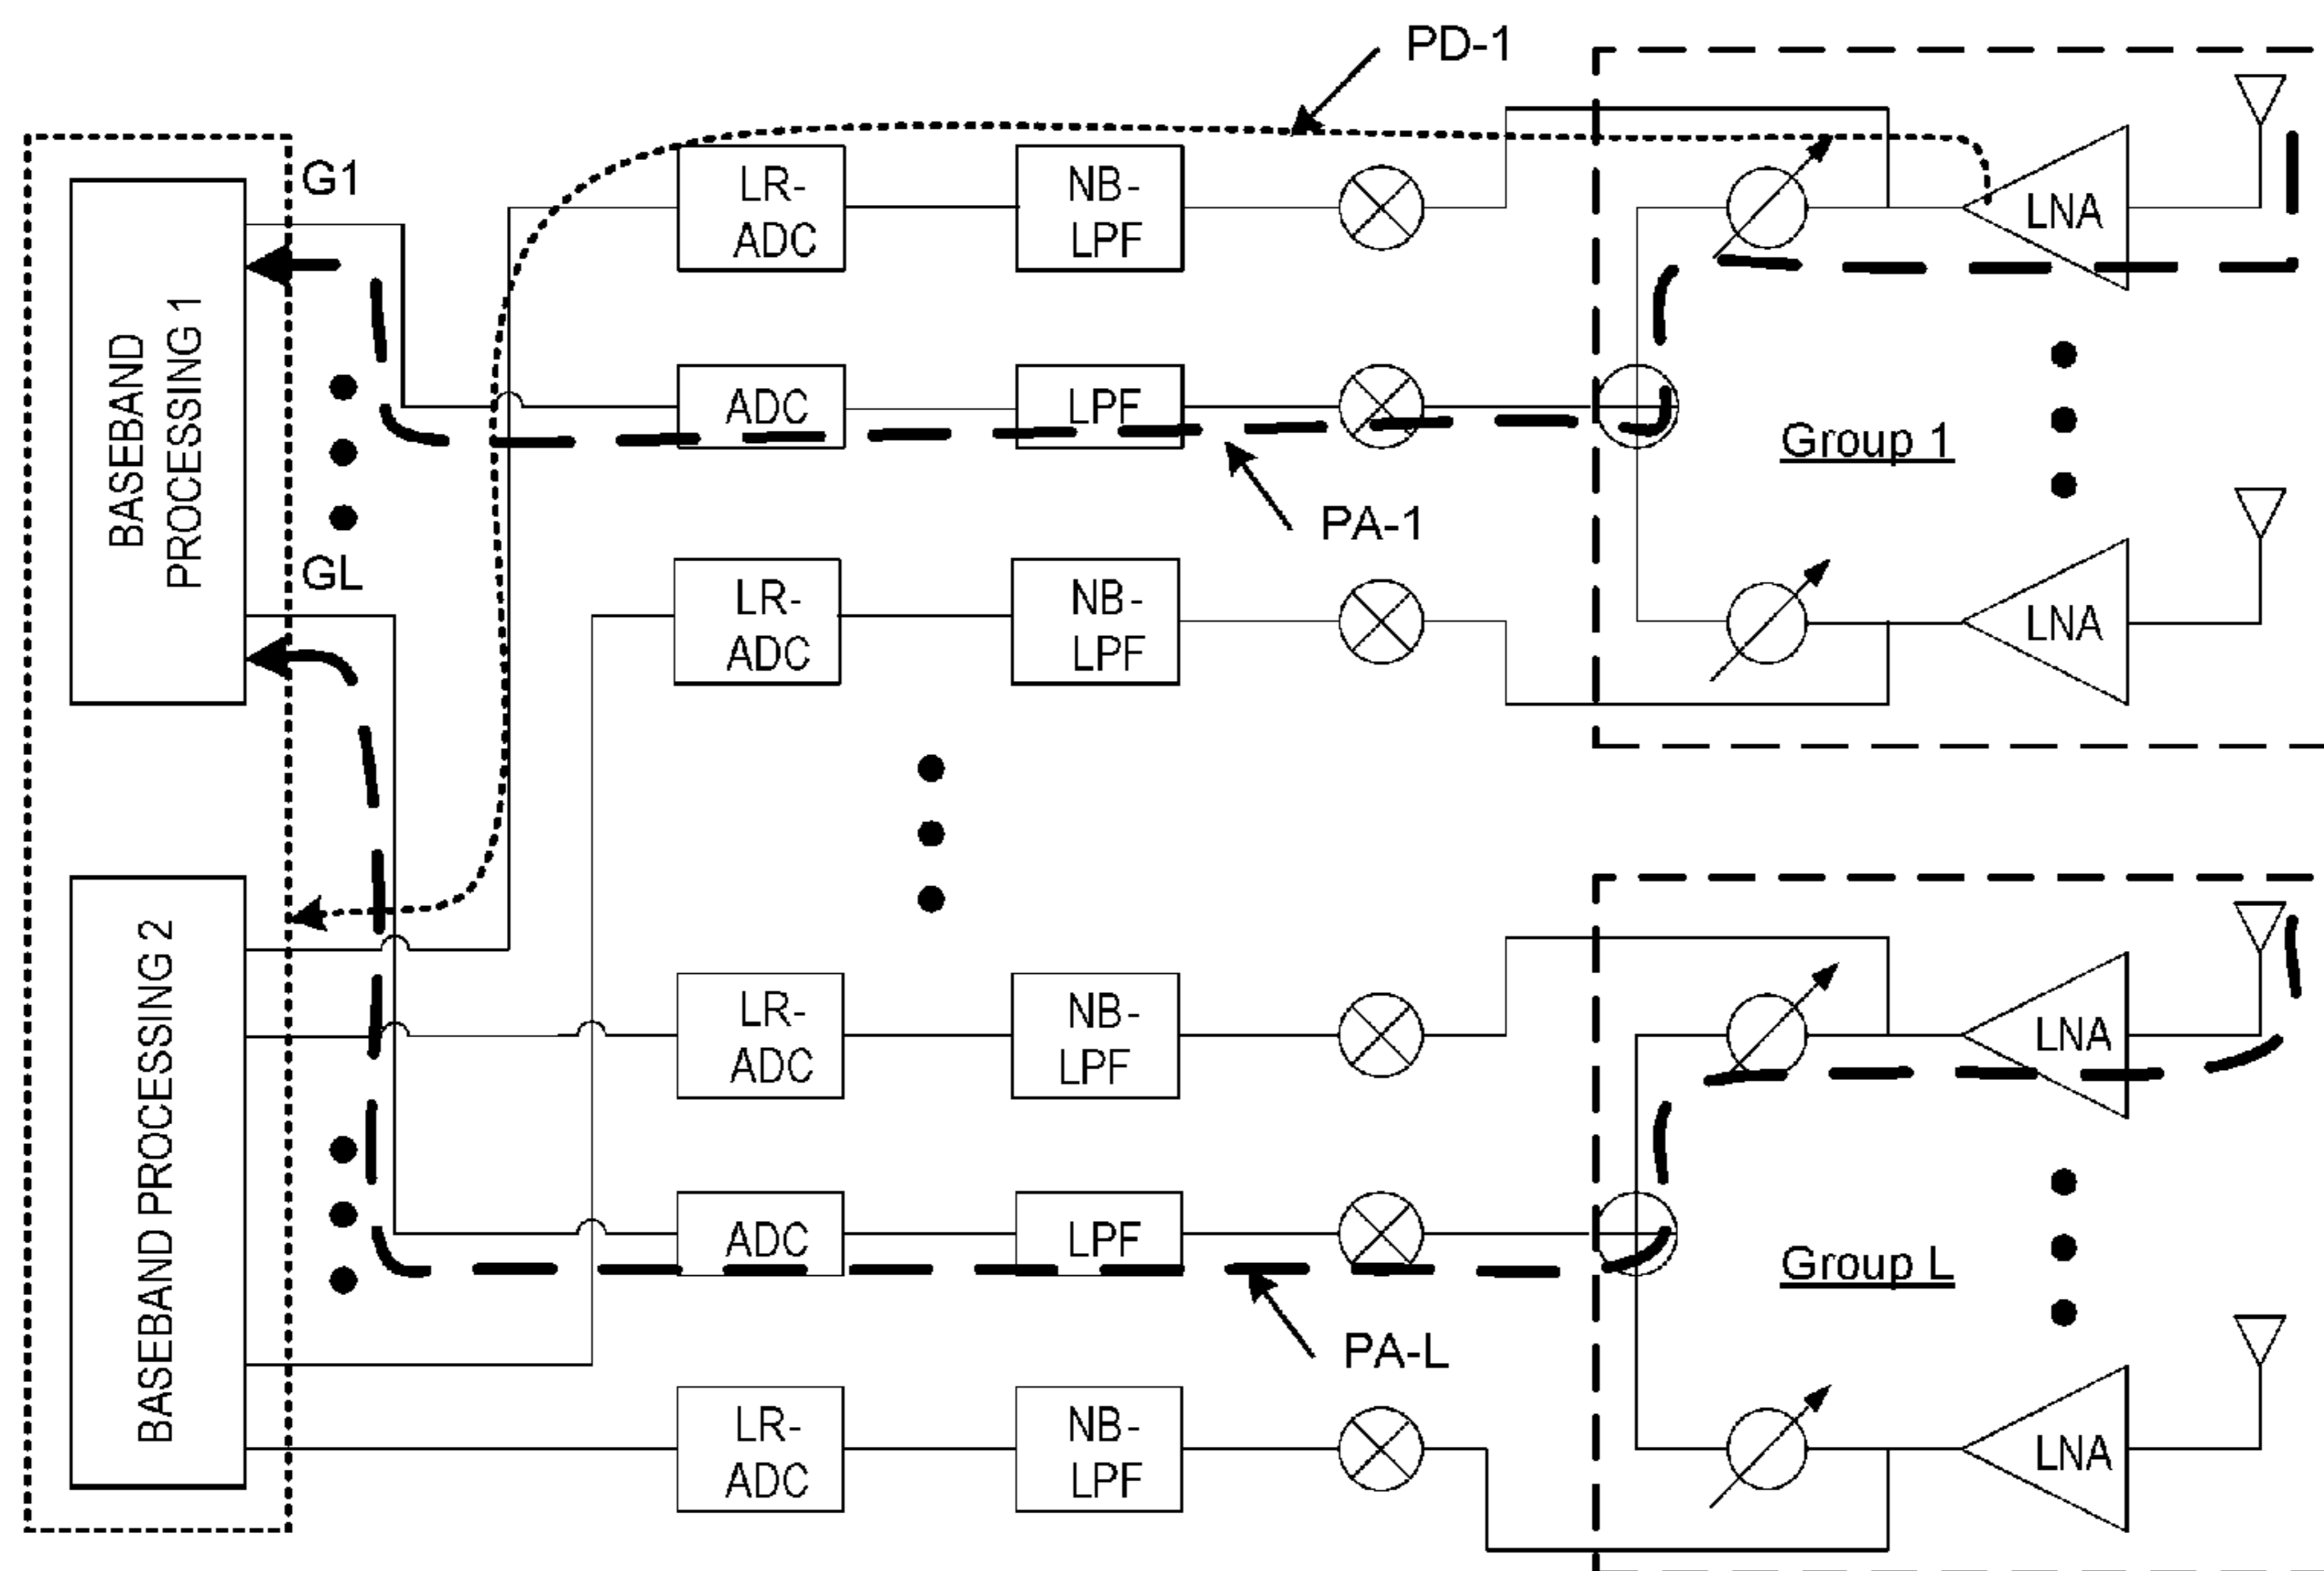 PD-1
G1
LR-
ADC
NB-
LPF
LNA
BASEBAND
PROCESSING 1
ADC
LPF
Group 1
PA-1
GL
LR-
ADC
NB-
LPF
LNA
BASEBAND PROCESSING 2
LR-
ADC
NB-
LPF
LNA
ADC
LPF
Group L
PA-L
LR-
ADC
NB-
LPF
LNA